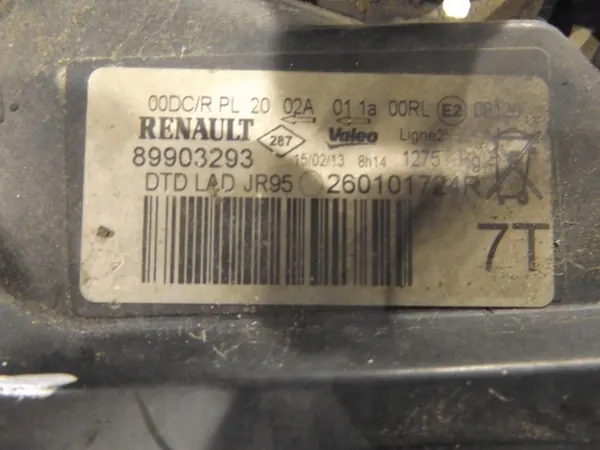 00DC/R PL 20 02A 01 1a 00RL E2
RENAULT 287 Valeo Ligne2
89903293 15/02/13 8h14 1275
DTD LAD JR95 260101724R
7T